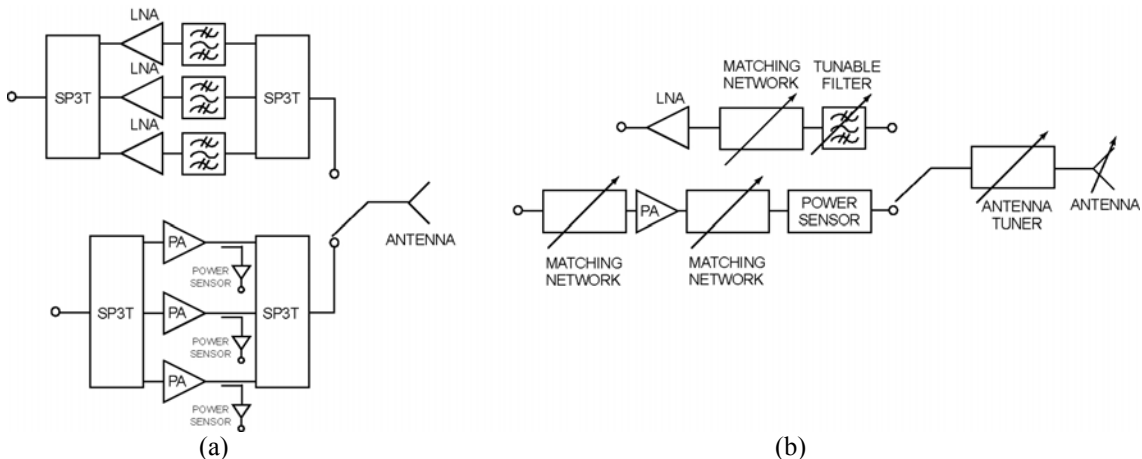 LNA
LNA
SP3T
LNA
SP3T
PA
POWER
SENSOR
SP3T
PA
SP3T
POWER
SENSOR
PA
POWER
SENSOR
ANTENNA
(a)
MATCHING
NETWORK
TUNABLE
FILTER
LNA
MATCHING
NETWORK
PA
MATCHING
NETWORK
POWER
SENSOR
ANTENNA
TUNER
ANTENNA
(b)